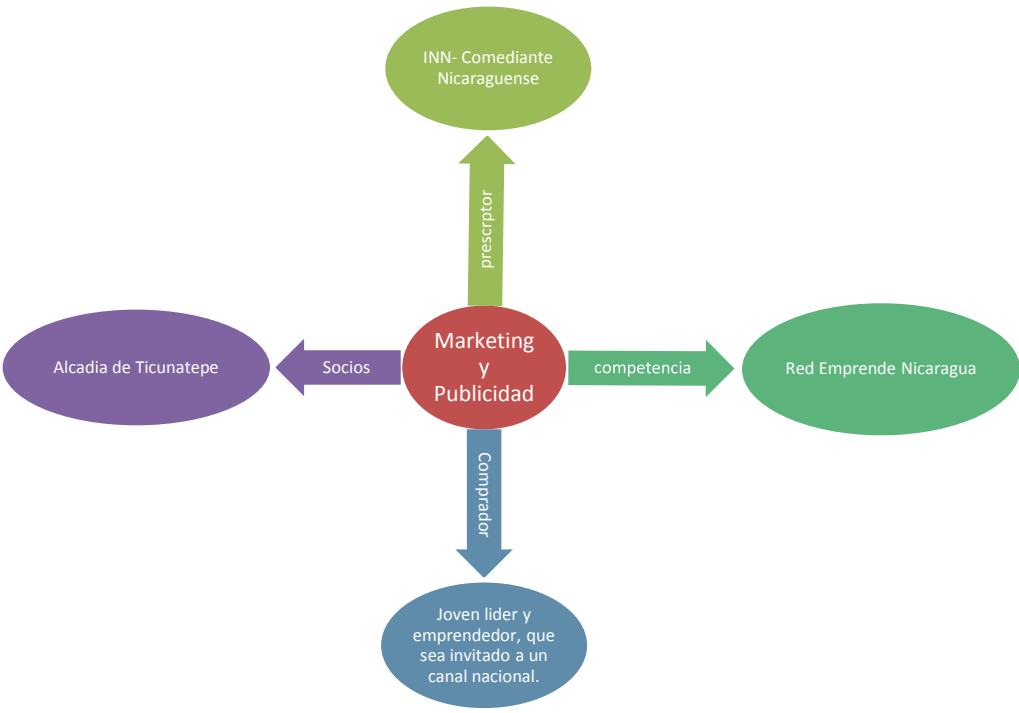 INN- Comediante
Nicaraguense
prescrptor
Alcadia de Ticunatepe
Socios
Marketing
y
Publicidad
competencia
Red Emprende Nicaragua
Comprador
Joven lider y
emprendedor, que
sea invitado a un
canal nacional.